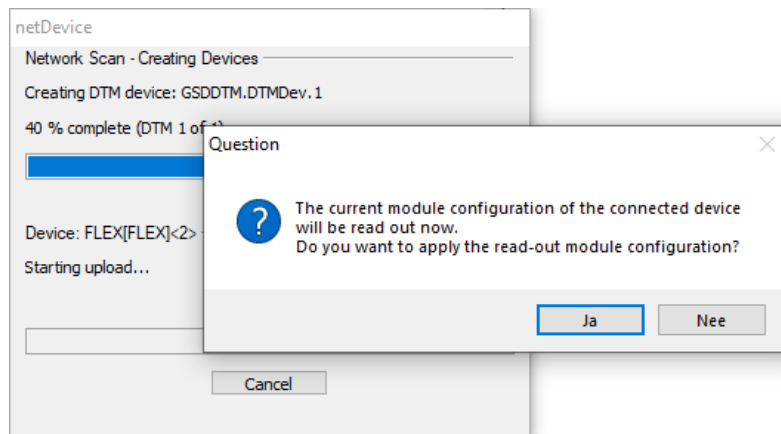 netDevice
Network Scan - Creating Devices
Creating DTM device: GSDDTM.DTMDev.1
40 % complete (DTM 1 of 1)
Question
The current module configuration of the connected device
will be read out now.
Do you want to apply the read-out module configuration?
Device: FLEX[FLEX]<2>
Starting upload...
Ja
Nee
Cancel